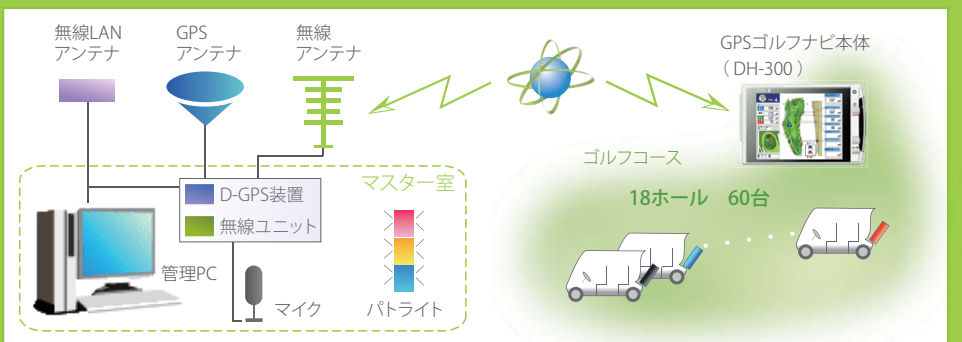 無線LAN
アンテナ
GPS
アンテナ
無線
アンテナ
GPSゴルフナビ本体
（DH-300）
ゴルフコース
マスター室
D-GPS装置
無線ユニット
18ホール　60台
管理PC
マイク
パトライト